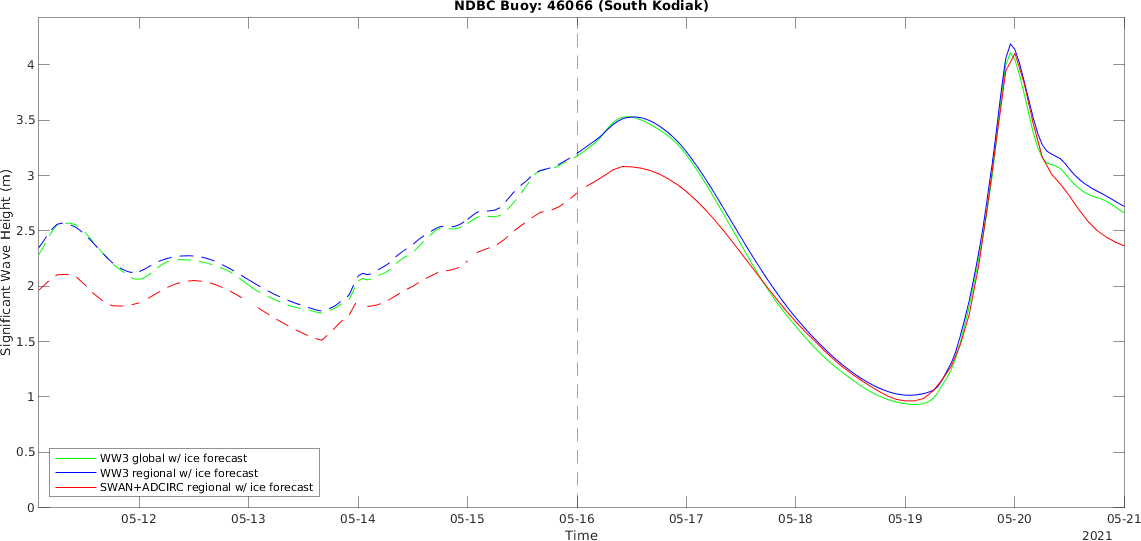 NDBC Buoy: 46066 (South Kodiak)
4
3.5
3
2.5
2
1.5
1
0.5
0
Significant Wave Height (m)
WW3 global w/ ice forecast
WW3 regional w/ ice forecast
SWAN+ADCIRC regional w/ ice forecast
05-12 05-13 05-14 05-15 05-16 05-17 05-18 05-19 05-20 05-21
Time
2021